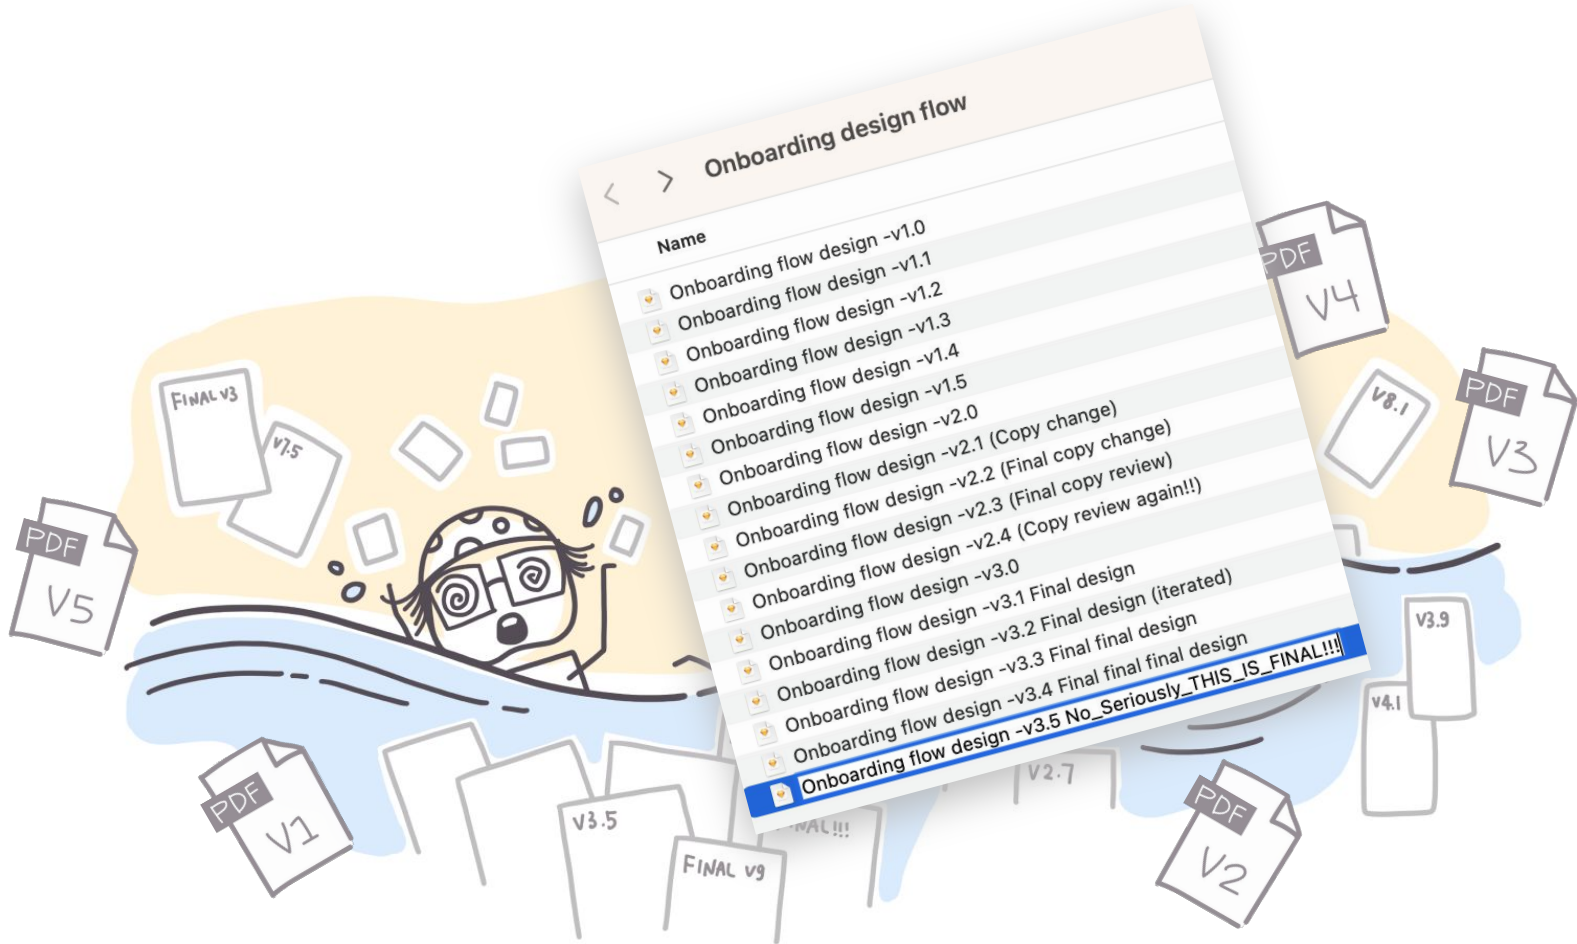 Onboarding design flow
Name
Onboarding flow design -v1.0
Onboarding flow design -v1.1
Onboarding flow design -v1.2
Onboarding flow design -v1.3
Onboarding flow design -v1.4
Onboarding flow design -v1.5
Onboarding flow design -v2.0
Onboarding flow design -v2.1 (Copy change)
Onboarding flow design -v2.2 (Final copy change)
Onboarding flow design -v2.3 (Final copy review)
Onboarding flow design -v2.4 (Copy review again!!)
Onboarding flow design -v3.0
Onboarding flow design -v3.1 Final design
Onboarding flow design -v3.2 Final design (iterated)
Onboarding flow design -v3.3 Final final design
Onboarding flow design -v3.4 Final final final design
Onboarding flow design -v3.5 No_Seriously_THIS_IS_FINAL!!!
FINAL V3
V7.5
PDF
V5
PDF
V1
V3.5
FINAL V9
V2.7
PDF
V4
V8.1
PDF
V3
V3.9
V4.1
PDF
V2